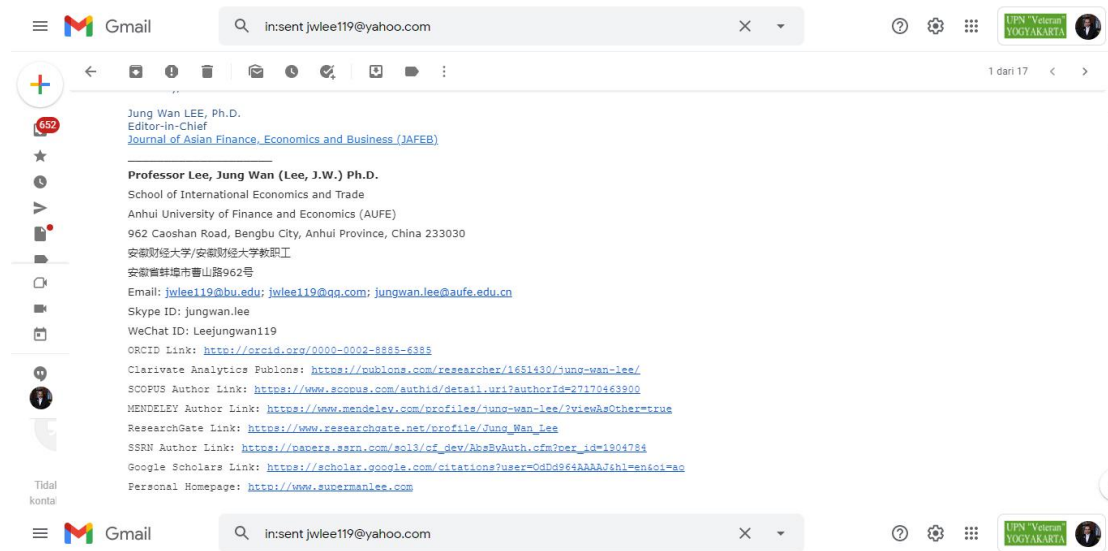 Gmail
in:sent jwlee119@yahoo.com
UPN "Veteran"
YOGYAKARTA
1 dari 17
652
Jung Wan LEE, Ph.D.
Editor-in-Chief
Journal of Asian Finance, Economics and Business (JAFEB)
Professor Lee, Jung Wan (Lee, J.W.) Ph.D.
School of International Economics and Trade
Anhui University of Finance and Economics (AUFE)
962 Caoshan Road, Bengbu City, Anhui Province, China 233030
安徽财经大学/安徽财经大学教职工
安徽省蚌埠市曹山路962号
Email: jwlee119@bu.edu; jwlee119@qq.com; jungwan.lee@aufe.edu.cn
Skype ID: jungwan.lee
WeChat ID: Leejungwan119
ORCID Link: http://orcid.org/0000-0002-8885-6385
Clarivate Analytics Publons: https://publons.com/researcher/1651430/jung-wan-lee/
SCOPUS Author Link: https://www.scopus.com/authid/detail.uri?authorId=27170463900
MENDELEY Author Link: https://www.mendeley.com/profiles/jung-wan-lee/?viewAsOther=true
ResearchGate Link: https://www.researchgate.net/profile/Jung_Wan_Lee
SSRN Author Link: https://papers.ssrn.com/sol3/cf_dev/AbsByAuth.cfm?per_id=1904784
Google Scholars Link: https://scholar.google.com/citations?user=OdDd964AAAAJ&hl=en&oi=ao
Personal Homepage: http://www.supermanlee.com
Tidal
kontal
Gmail
in:sent jwlee119@yahoo.com
UPN "Veteran"
YOGYAKARTA